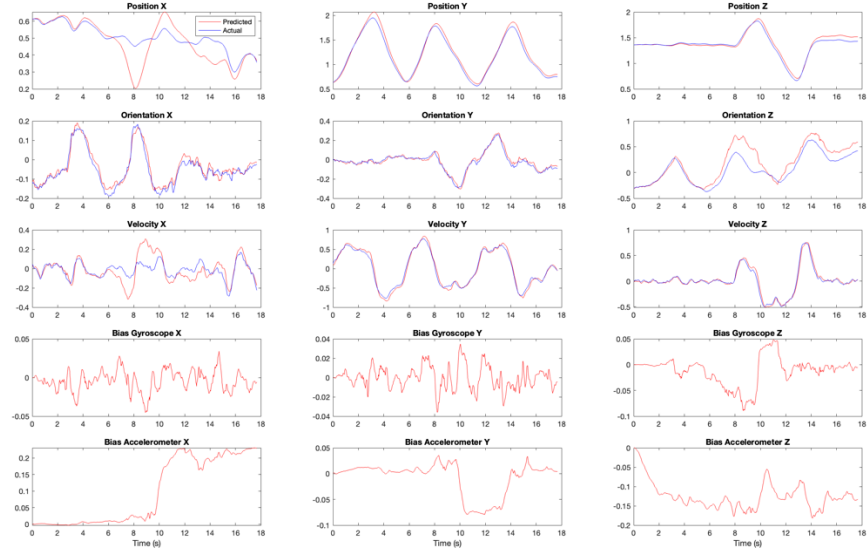 Position X
Position Y
Position Z
0.6
0.5
0.4
0.3
0.2
Predicted
Actual
2
1.5
1
0.5
2
1.5
1
0.5
0 2 4 6 8 10 12 14 16 18
0 2 4 6 8 10 12 14 16 18
0 2 4 6 8 10 12 14 16 18
Orientation X
Orientation Y
Orientation Z
0.2
0.1
0
-0.1
-0.2
0.4
0.2
0
-0.2
-0.4
1
0.5
0
-0.5
0 2 4 6 8 10 12 14 16 18
0 2 4 6 8 10 12 14 16 18
0 2 4 6 8 10 12 14 16 18
Velocity X
Velocity Y
Velocity Z
0.4
0.2
0
-0.2
-0.4
1
0.5
0
-0.5
-1
1
0.5
0
-0.5
0 2 4 6 8 10 12 14 16 18
0 2 4 6 8 10 12 14 16 18
0 2 4 6 8 10 12 14 16 18
Bias Gyroscope X
Bias Gyroscope Y
Bias Gyroscope Z
0.05
0
-0.05
0.04
0.02
0
-0.02
-0.04
0.05
0
-0.05
-0.1
0 2 4 6 8 10 12 14 16 18
0 2 4 6 8 10 12 14 16 18
0 2 4 6 8 10 12 14 16 18
Bias Accelerometer X
Bias Accelerometer Y
Bias Accelerometer Z
0.2
0.1
0
0.05
0
-0.05
-0.1
0
-0.05
-0.1
-0.15
-0.2
0 2 4 6 8 10 12 14 16 18
0 2 4 6 8 10 12 14 16 18
0 2 4 6 8 10 12 14 16 18
Time (s)
Time (s)
Time (s)